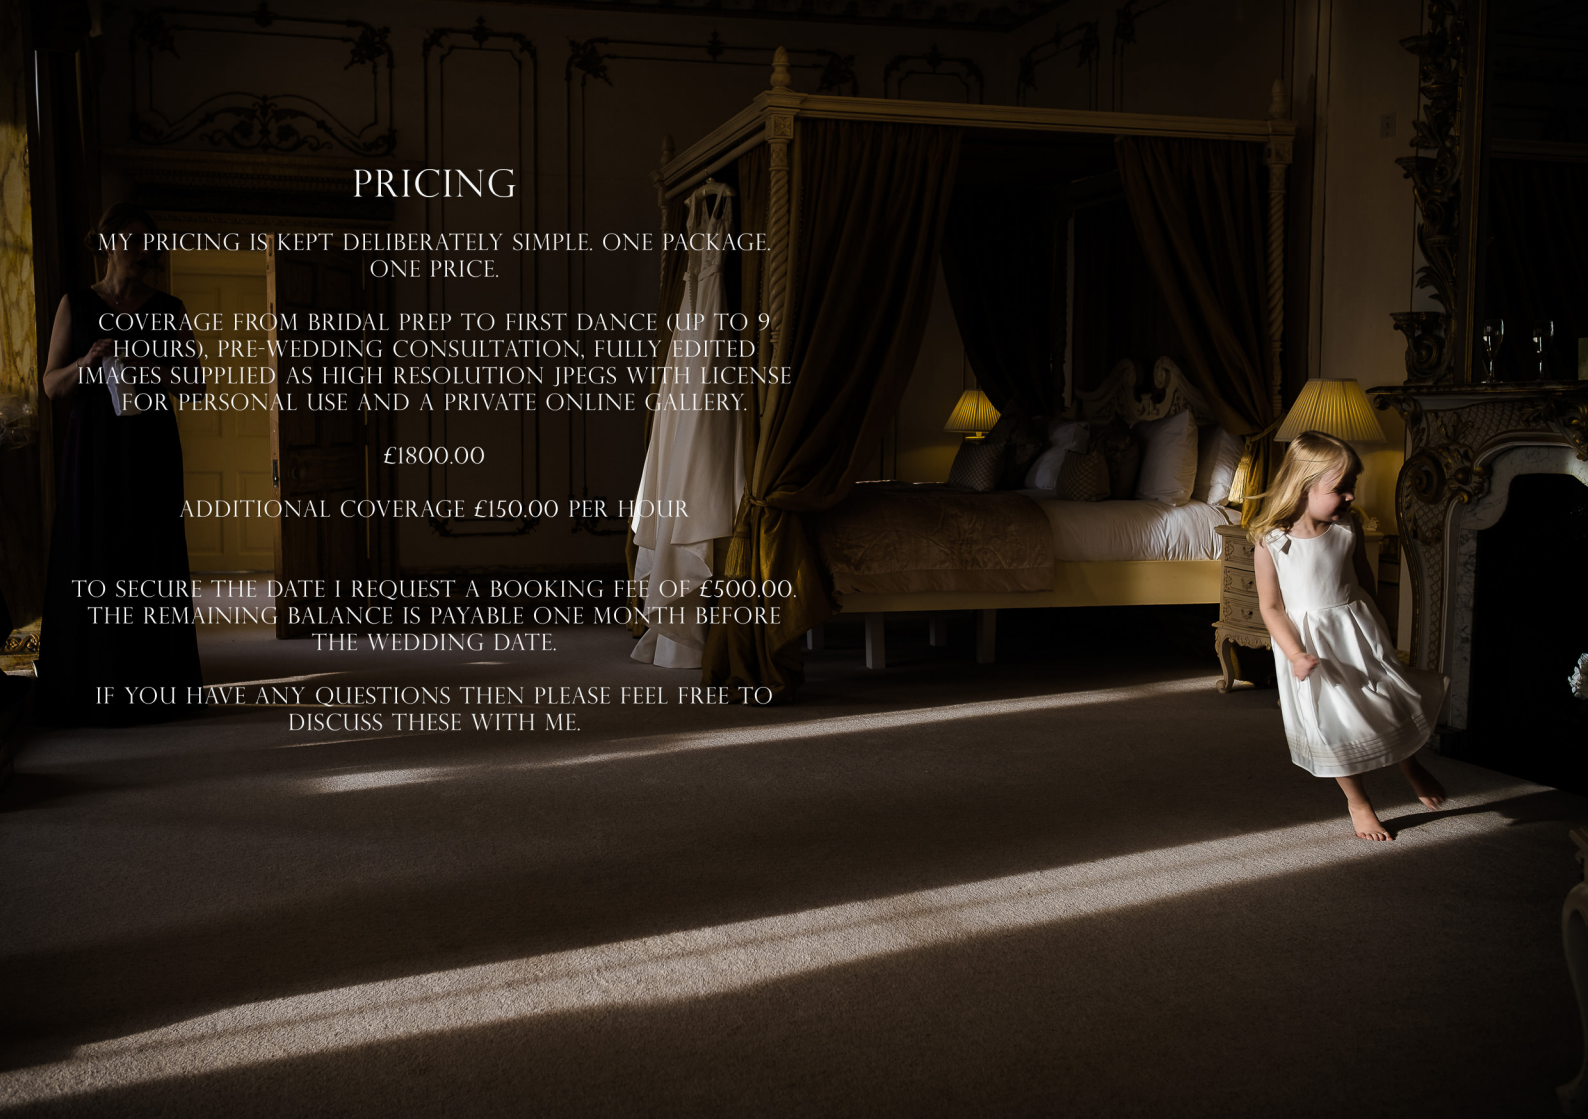 PRICING
MY PRICING IS KEPT DELIBERATELY SIMPLE. ONE PACKAGE.
ONE PRICE.
COVERAGE FROM BRIDAL PREP TO FIRST DANCE (UP TO 9
HOURS), PRE-WEDDING CONSULTATION, FULLY EDITED
IMAGES SUPPLIED AS HIGH RESOLUTION JPEGS WITH LICENSE
FOR PERSONAL USE AND A PRIVATE ONLINE GALLERY.
£1800.00
ADDITIONAL COVERAGE £150.00 PER HOUR
TO SECURE THE DATE I REQUEST A BOOKING FEE OF £500.00.
THE REMAINING BALANCE IS PAYABLE ONE MONTH BEFORE
THE WEDDING DATE.
IF YOU HAVE ANY QUESTIONS THEN PLEASE FEEL FREE TO
DISCUSS THESE WITH ME.